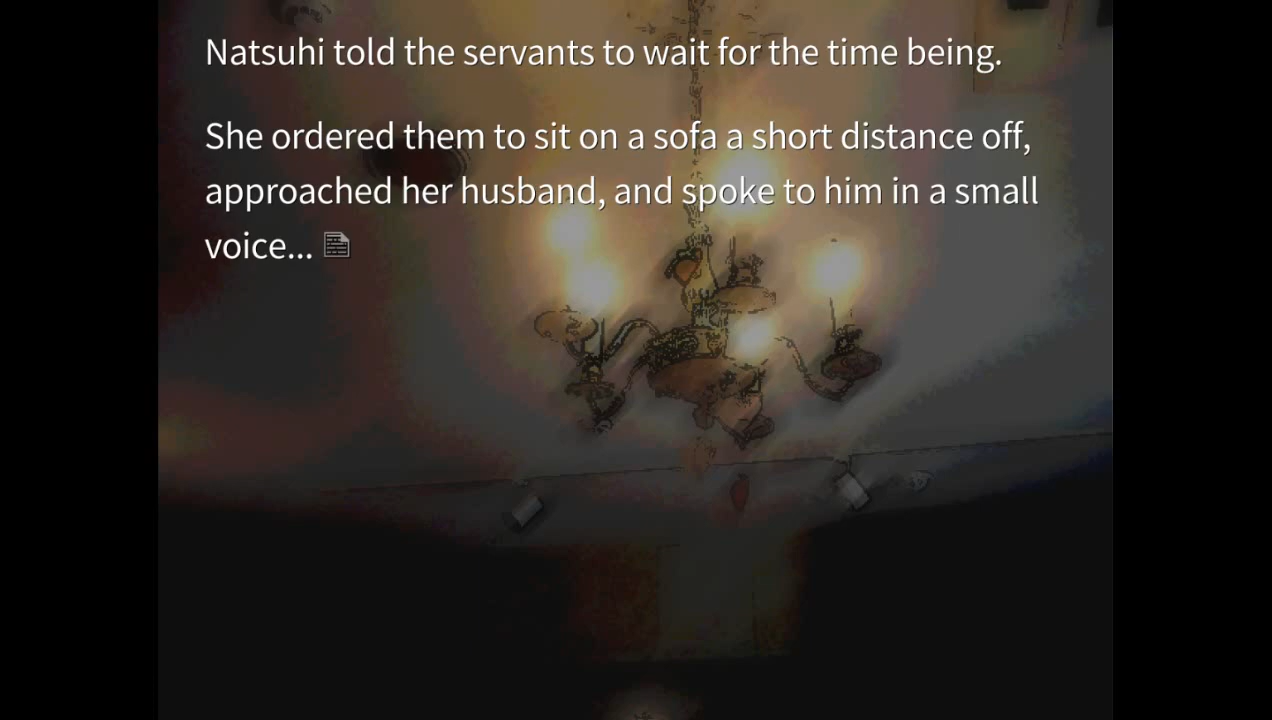 Natsuhi told the servants to wait for the time being.
She ordered them to sit on a sofa a short distance off,
approached her husband, and spoke to him in a small
voice...